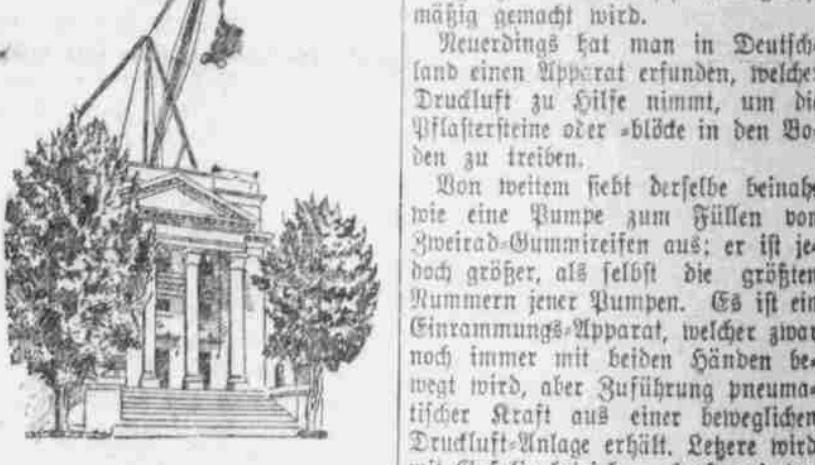 mäßig gemacht wird.
Neuerdings hat man in Deutsch-
land einen Apparat erfunden, welcher
Druckluft zu Hilfe nimmt, um die
Pflastersteine oder =blöcke in den Bo-
den zu treiben.
Von weitem sieht derselbe beinahe
wie eine Pumpe zum Füllen von
Zweirad=Gummireifen aus; er ist je-
doch größer, als selbst die größten
Nummern jener Pumpen. Es ist ein
Einrammungs=Apparat, welcher zwar
noch immer mit beiden Händen be-
wegt wird, aber Zuführung pneuma-
tischer Kraft aus einer beweglichen
Druckluft=Anlage erhält. Letzere wird